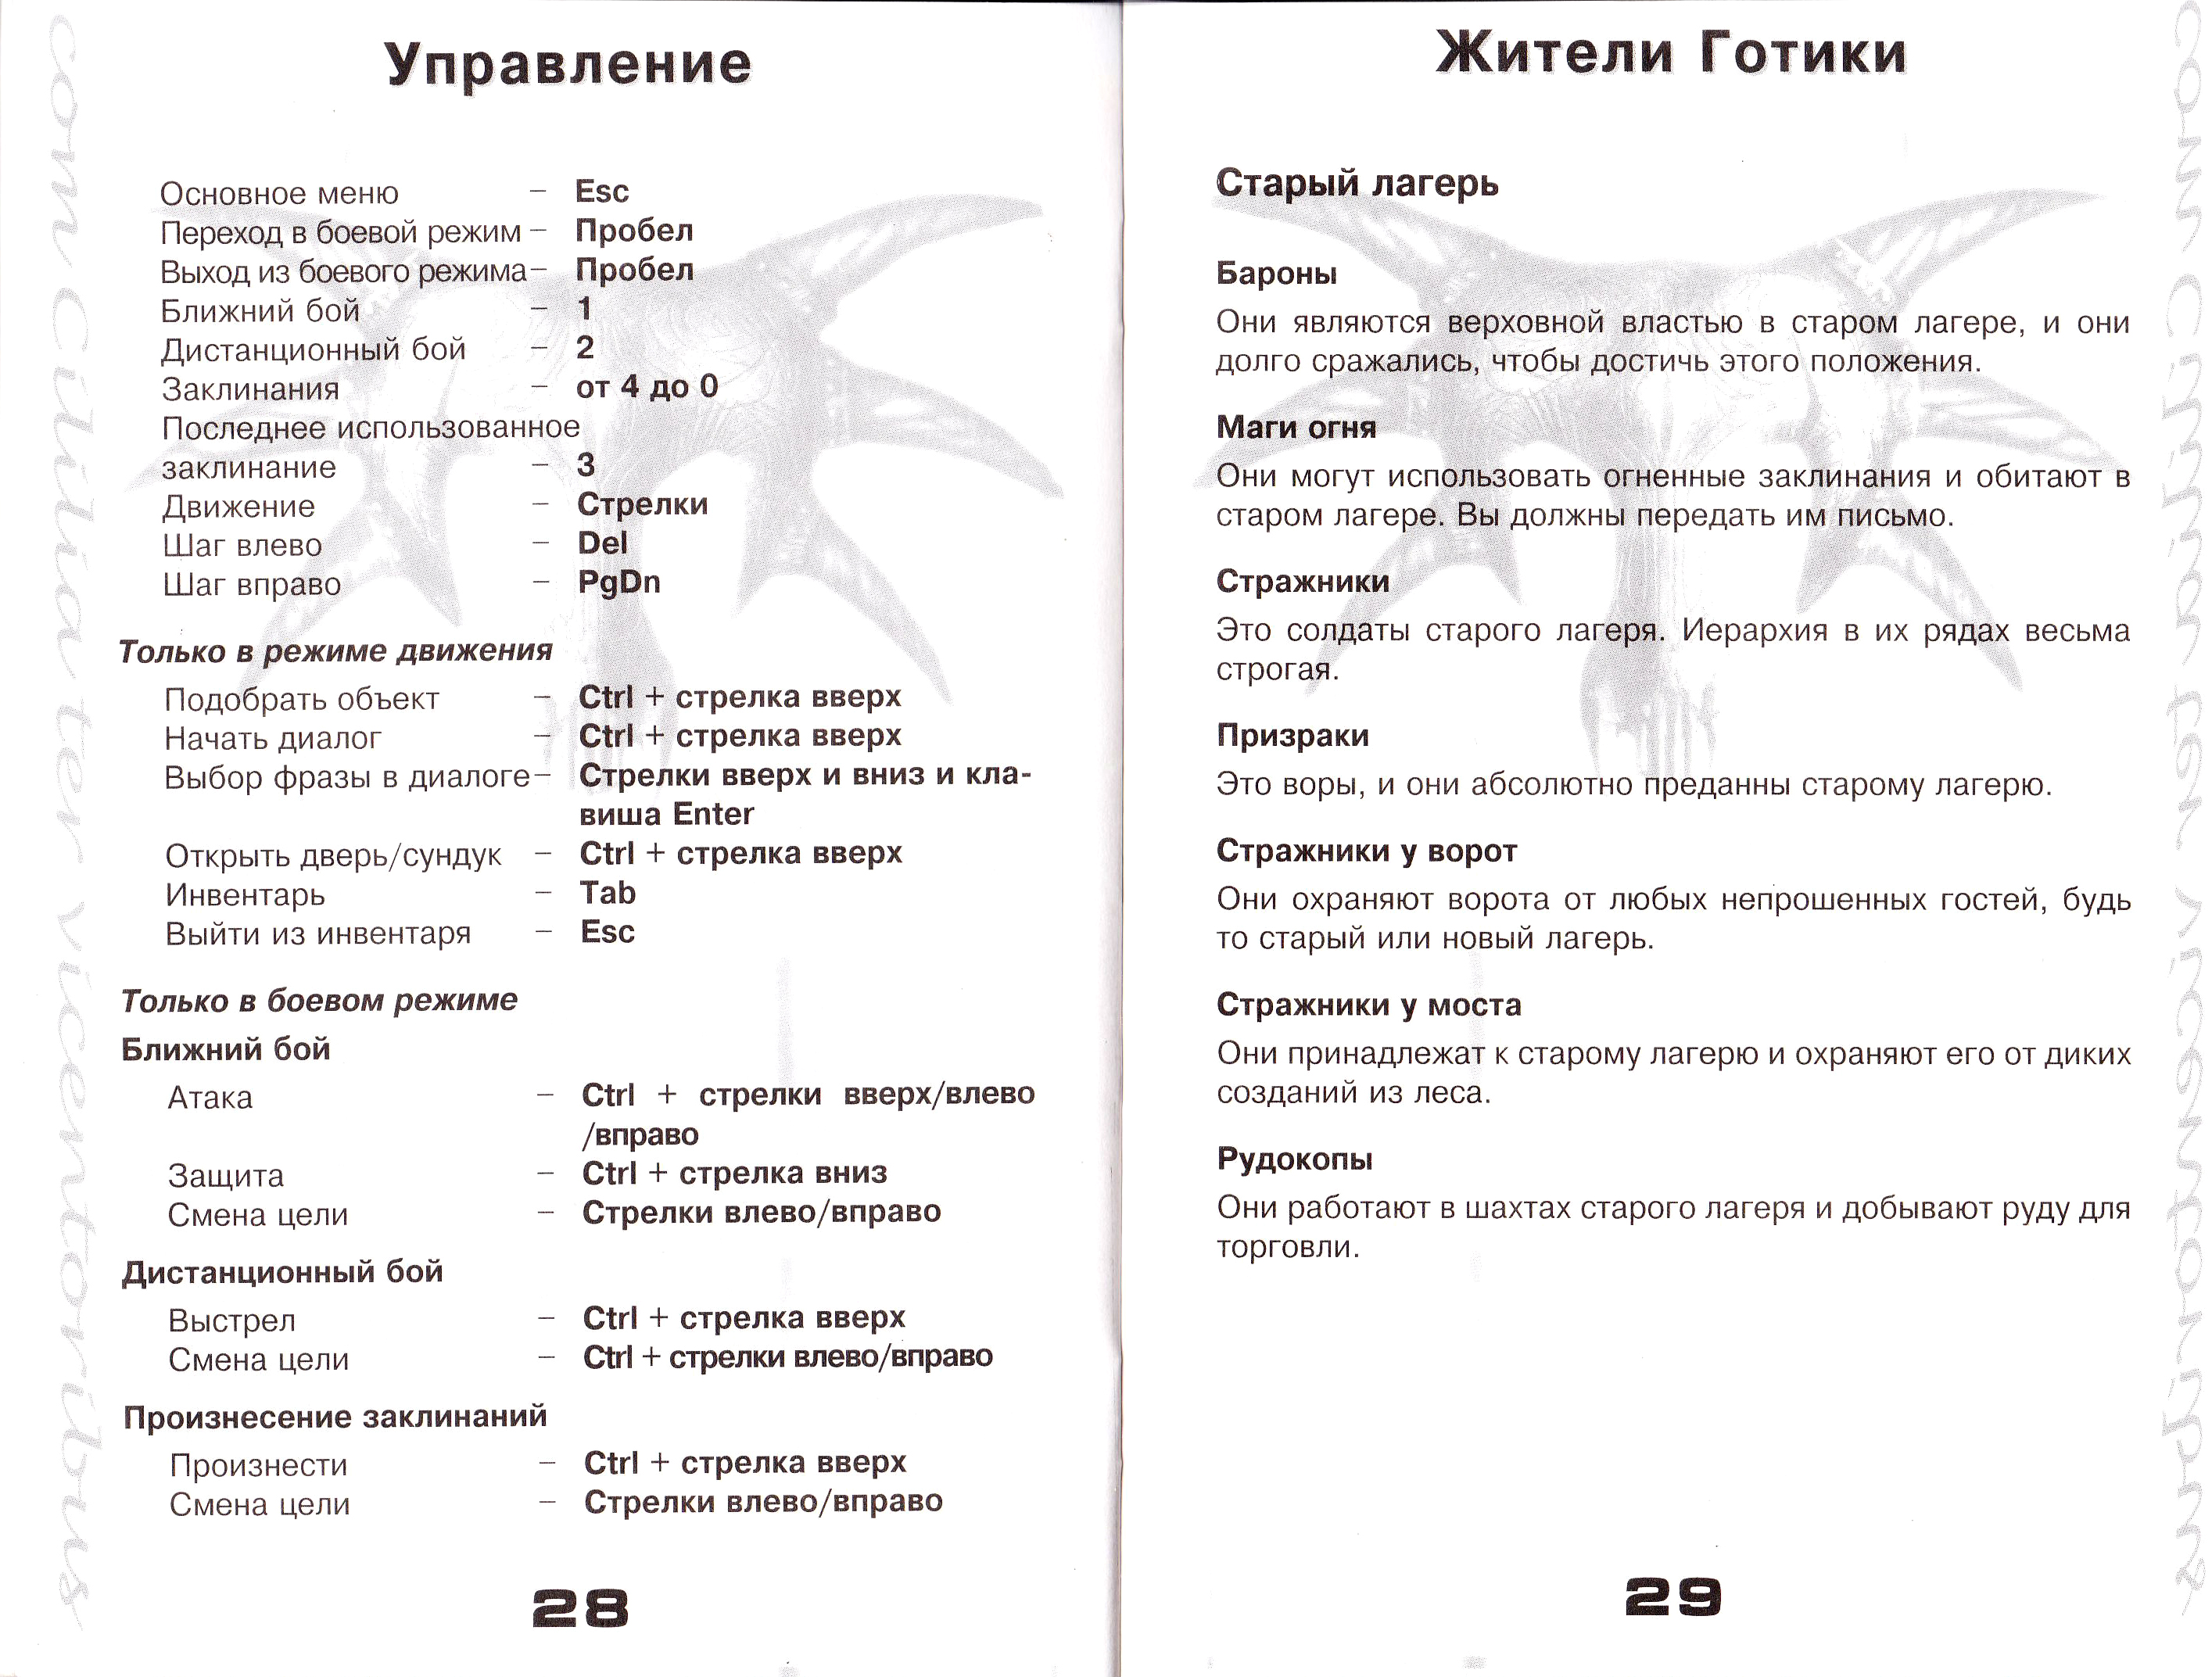 Управление
Основное меню – Esc
Переход в боевой режим – Пробел
Выход из боевого режима – Пробел
Ближний бой – 1
Дистанционный бой – 2
Заклинания – от 4 до 0
Последнее использованное
заклинание – 3
Движение – Стрелки
Шаг влево – Del
Шаг вправо – PgDn
Только в режиме движения
Подобрать объект – Ctrl + стрелка вверх
Начать диалог – Ctrl + стрелка вверх
Выбор фразы в диалоге – Стрелки вверх и вниз и кла-
виша Enter
Открыть дверь/сундук – Ctrl + стрелка вверх
Инвентарь – Tab
Выйти из инвентаря – Esc
Только в боевом режиме
Ближний бой
Атака – Ctrl + стрелки вверх/влево
/вправо
Защита – Ctrl + стрелка вниз
Смена цели – Стрелки влево/вправо
Дистанционный бой
Выстрел – Ctrl + стрелка вверх
Смена цели – Ctrl + стрелки влево/вправо
Произнесение заклинаний
Произнести – Ctrl + стрелка вверх
Смена цели – Стрелки влево/вправо
28
Жители Готики
Старый лагерь
Бароны
Они являются верховной властью в старом лагере, и они
долго сражались, чтобы достичь этого положения.
Маги огня
Они могут использовать огненные заклинания и обитают в
старом лагере. Вы должны передать им письмо.
Стражники
Это солдаты старого лагеря. Иерархия в их рядах весьма
строгая.
Призраки
Это воры, и они абсолютно преданны старому лагерю.
Стражники у ворот
Они охраняют ворота от любых непрошенных гостей, будь
то старый или новый лагерь.
Стражники у моста
Они принадлежат к старому лагерю и охраняют его от диких
созданий из леса.
Рудокопы
Они работают в шахтах старого лагеря и добывают руду для
торговли.
29